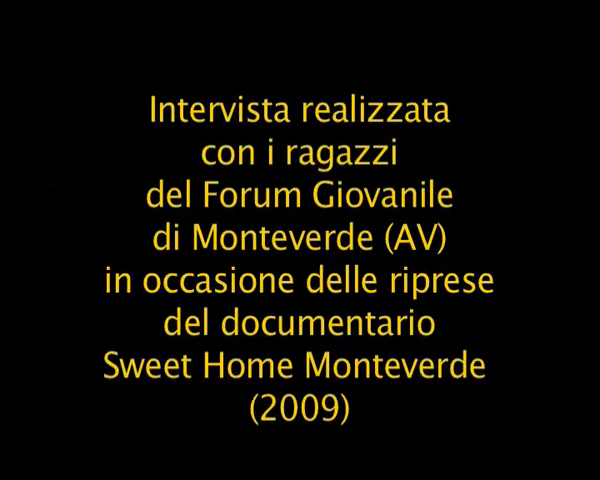 Intervista realizzata
con i ragazzi
del Forum Giovanile
di Monteverde (AV)
in occasione delle riprese
del documentario
Sweet Home Monteverde
(2009)